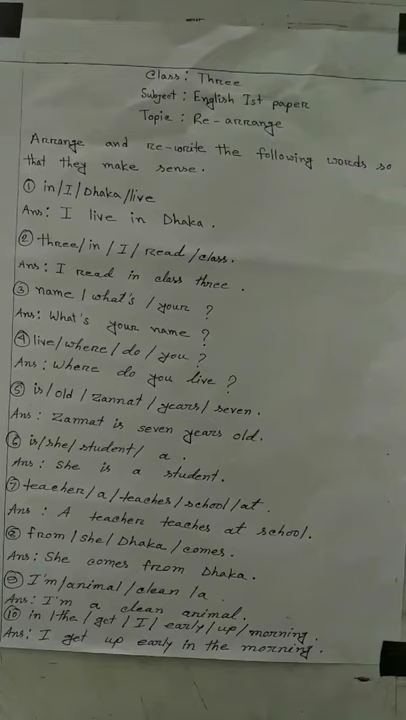 Class: Three
Subject: English Ist paper
Topic: Re-arrange
Arrange and re-write the following words so
that they make sense.
① in/I/Dhaka/live
Ans: I live in Dhaka.
② three/in/I/read/class.
Ans: I read in class three.
③ name/what's/your?
Ans: What's your name?
④ live/where/do/you?
Ans: Where do you live?
⑤ is/old/Zannat/years/seven.
Ans: Zannat is seven years old.
⑥ is/she/student/a.
Ans: She is a student.
⑦ teacher/a/teaches/school/at.
Ans: A teacher teaches at school.
⑧ from/she/Dhaka/comes.
Ans: She comes from Dhaka.
⑨ I'm/animal/clean/a.
Ans: I'm a clean animal.
⑩ in/the/get/I/early/up/morning.
Ans: I get up early in the morning.